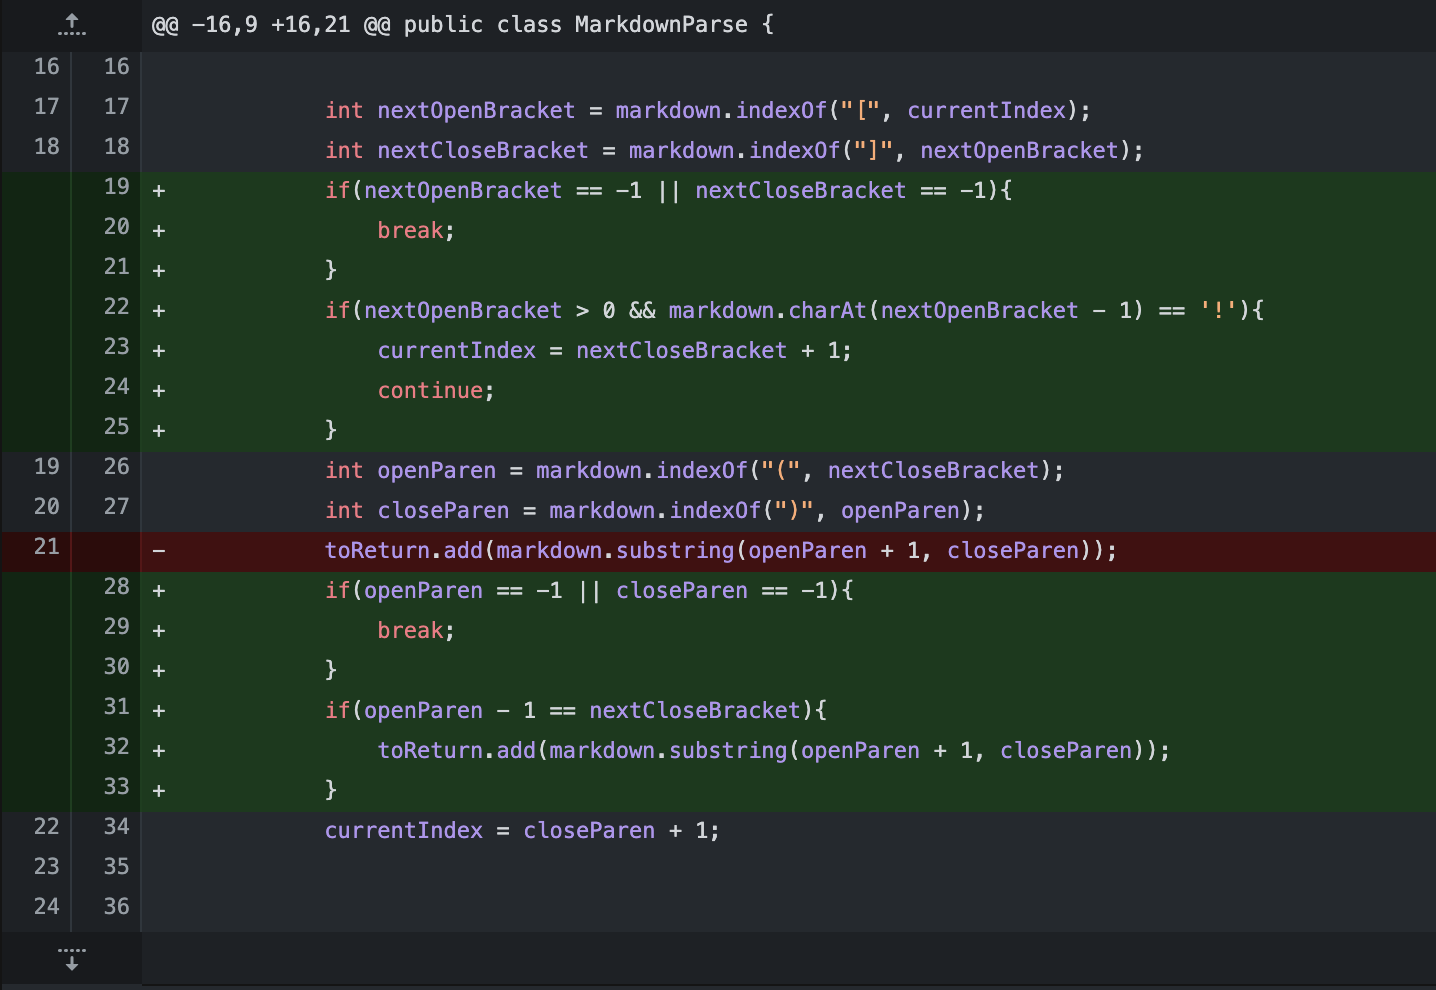 @@ -16,9 +16,21 @@ public class MarkdownParse {
16 16
17 17 int nextOpenBracket = markdown.indexOf("[", currentIndex);
18 18 int nextCloseBracket = markdown.indexOf("]", nextOpenBracket);
19 + if(nextOpenBracket == -1 || nextCloseBracket == -1){
20 + break;
21 + }
22 + if(nextOpenBracket > 0 && markdown.charAt(nextOpenBracket - 1) == '!'){
23 + currentIndex = nextCloseBracket + 1;
24 + continue;
25 + }
19 26 int openParen = markdown.indexOf("(", nextCloseBracket);
20 27 int closeParen = markdown.indexOf(")", openParen);
21 - toReturn.add(markdown.substring(openParen + 1, closeParen));
28 + if(openParen == -1 || closeParen == -1){
29 + break;
30 + }
31 + if(openParen - 1 == nextCloseBracket){
32 + toReturn.add(markdown.substring(openParen + 1, closeParen));
33 + }
22 34 currentIndex = closeParen + 1;
23 35
24 36